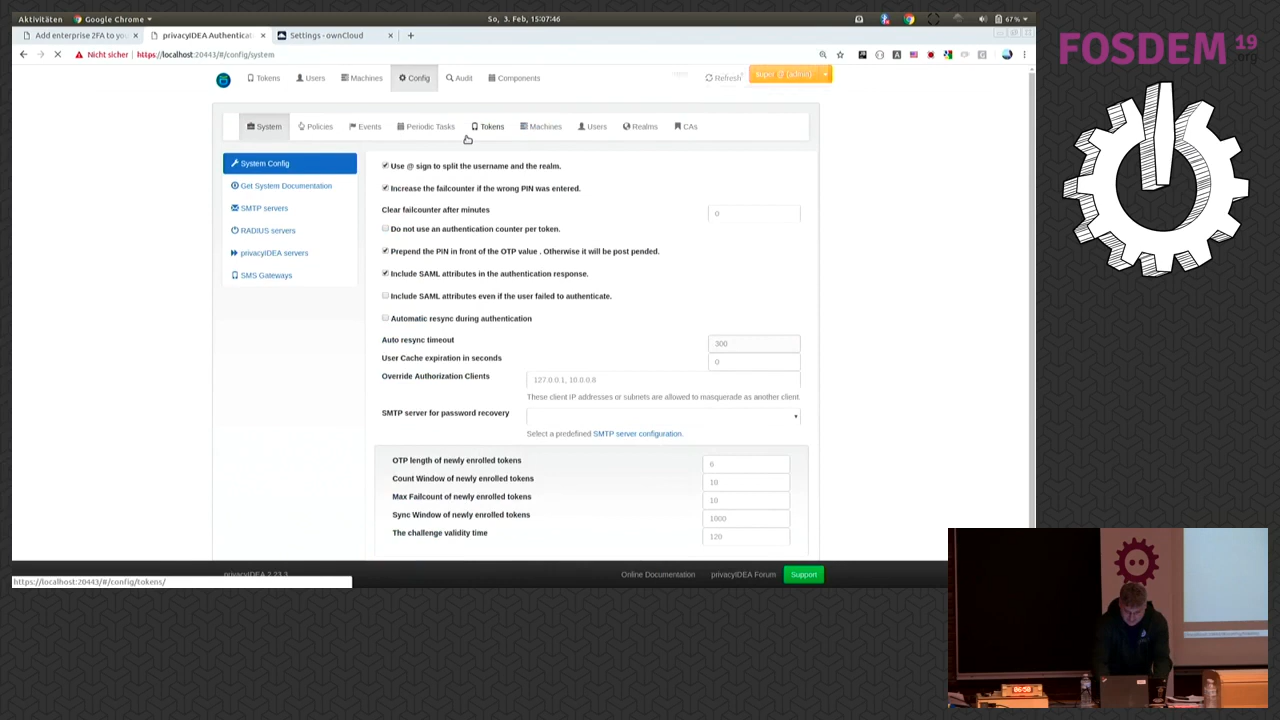 Aktivitäten Google Chrome So, 3. Feb, 15:07:46 67%
Add enterprise 2FA to you privacyIDEA Authenticat Settings - ownCloud
Nicht sicher https://localhost:20443/#/config/system
FOSDEM 19 .org
Tokens Users Machines Config Audit Components Refresh super @ (admin)
System Policies Events Periodic Tasks Tokens Machines Users Realms CAs
System Config
Get System Documentation
SMTP servers
RADIUS servers
privacyIDEA servers
SMS Gateways
Use @ sign to split the username and the realm.
Increase the failcounter if the wrong PIN was entered.
Clear failcounter after minutes 0
Do not use an authentication counter per token.
Prepend the PIN in front of the OTP value . Otherwise it will be post pended.
Include SAML attributes in the authentication response.
Include SAML attributes even if the user failed to authenticate.
Automatic resync during authentication
Auto resync timeout 300
User Cache expiration in seconds 0
Override Authorization Clients 127.0.0.1, 10.0.0.8
These client IP addresses or subnets are allowed to masquerade as another client.
SMTP server for password recovery
Select a predefined SMTP server configuration.
OTP length of newly enrolled tokens 6
Count Window of newly enrolled tokens 10
Max Failcount of newly enrolled tokens 10
Sync Window of newly enrolled tokens 1000
The challenge validity time 120
privacyIDEA 2.23.3 Online Documentation privacyIDEA Forum Support
https://localhost:20443/#/config/tokens/